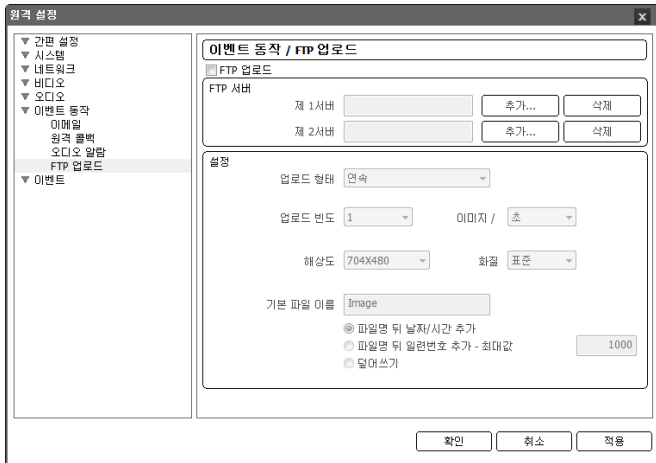 원격 설정
간편 설정
시스템
네트워크
비디오
오디오
이벤트 동작
이메일
원격 콜백
오디오 알람
FTP 업로드
이벤트
이벤트 동작 / FTP 업로드
FTP 업로드
FTP 서버
제 1서버 추가... 삭제
제 2서버 추가... 삭제
설정
업로드 형태 연속
업로드 빈도 1 이미지 / 초
해상도 704X480 화질 표준
기본 파일 이름 Image
파일명 뒤 날짜/시간 추가
파일명 뒤 일련번호 추가 - 최대값 1000
덮어쓰기
확인 취소 적용